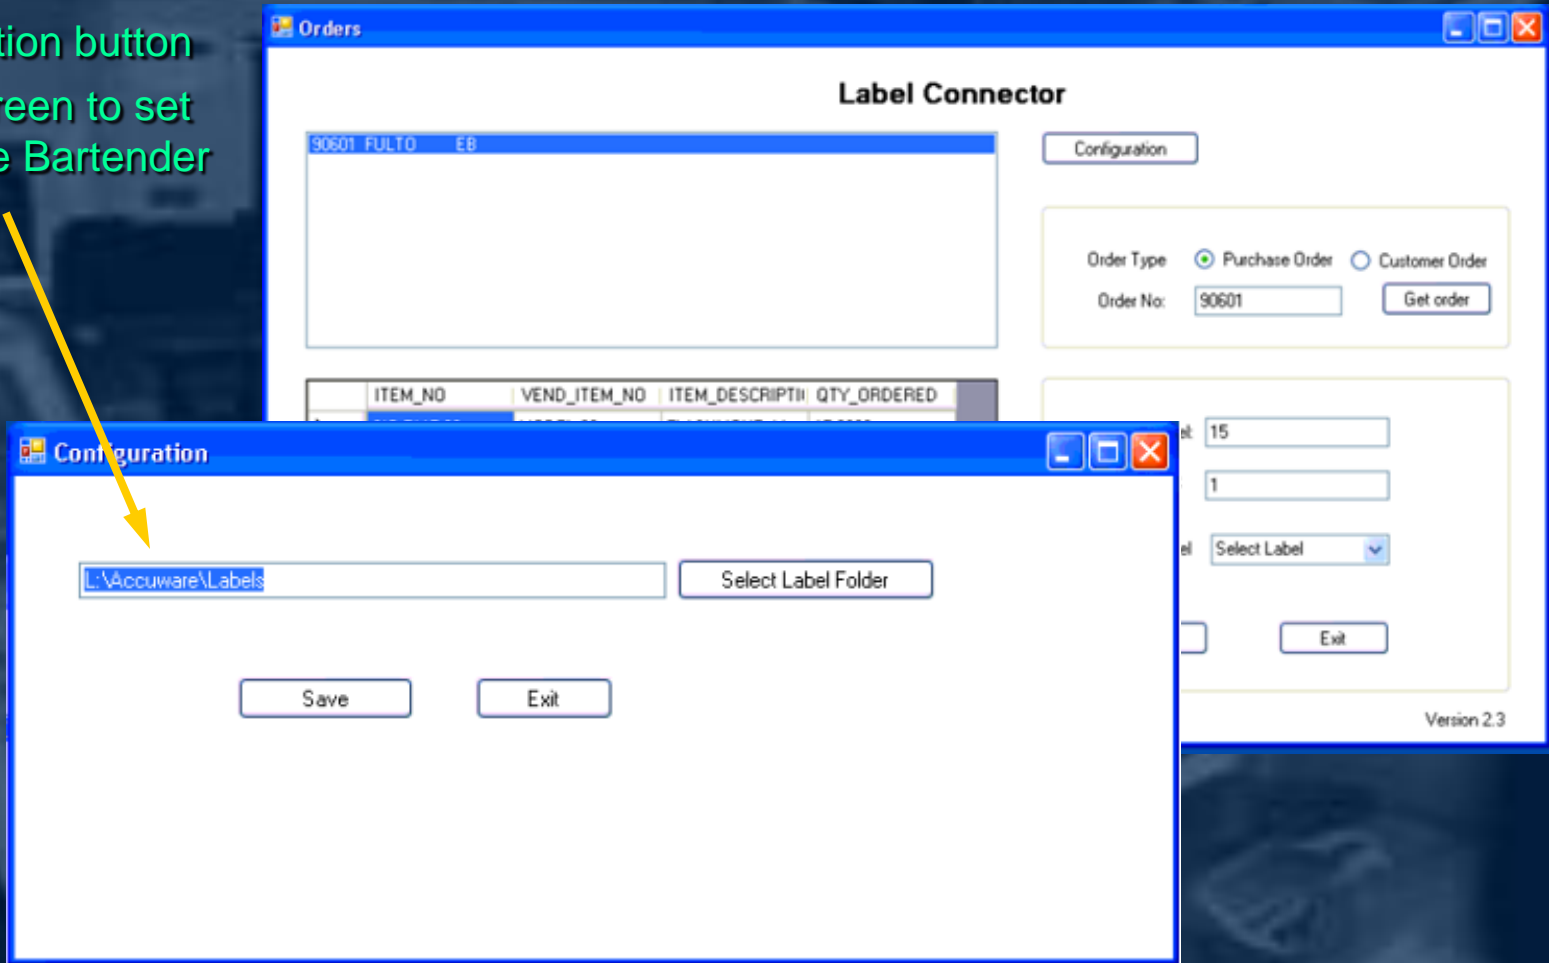 tion button
reen to set
e Bartender
Orders
Label Connector
90601 FULTO EB
Configuration
Order Type Purchase Order Customer Order
Order No: 90601 Get order
ITEM_NO VEND_ITEM_NO ITEM_DESCRIPTI QTY_ORDERED
el: 15
1
el Select Label
Exit
Version 2.3
Configuration
L:\Accuware\Labels Select Label Folder
Save Exit